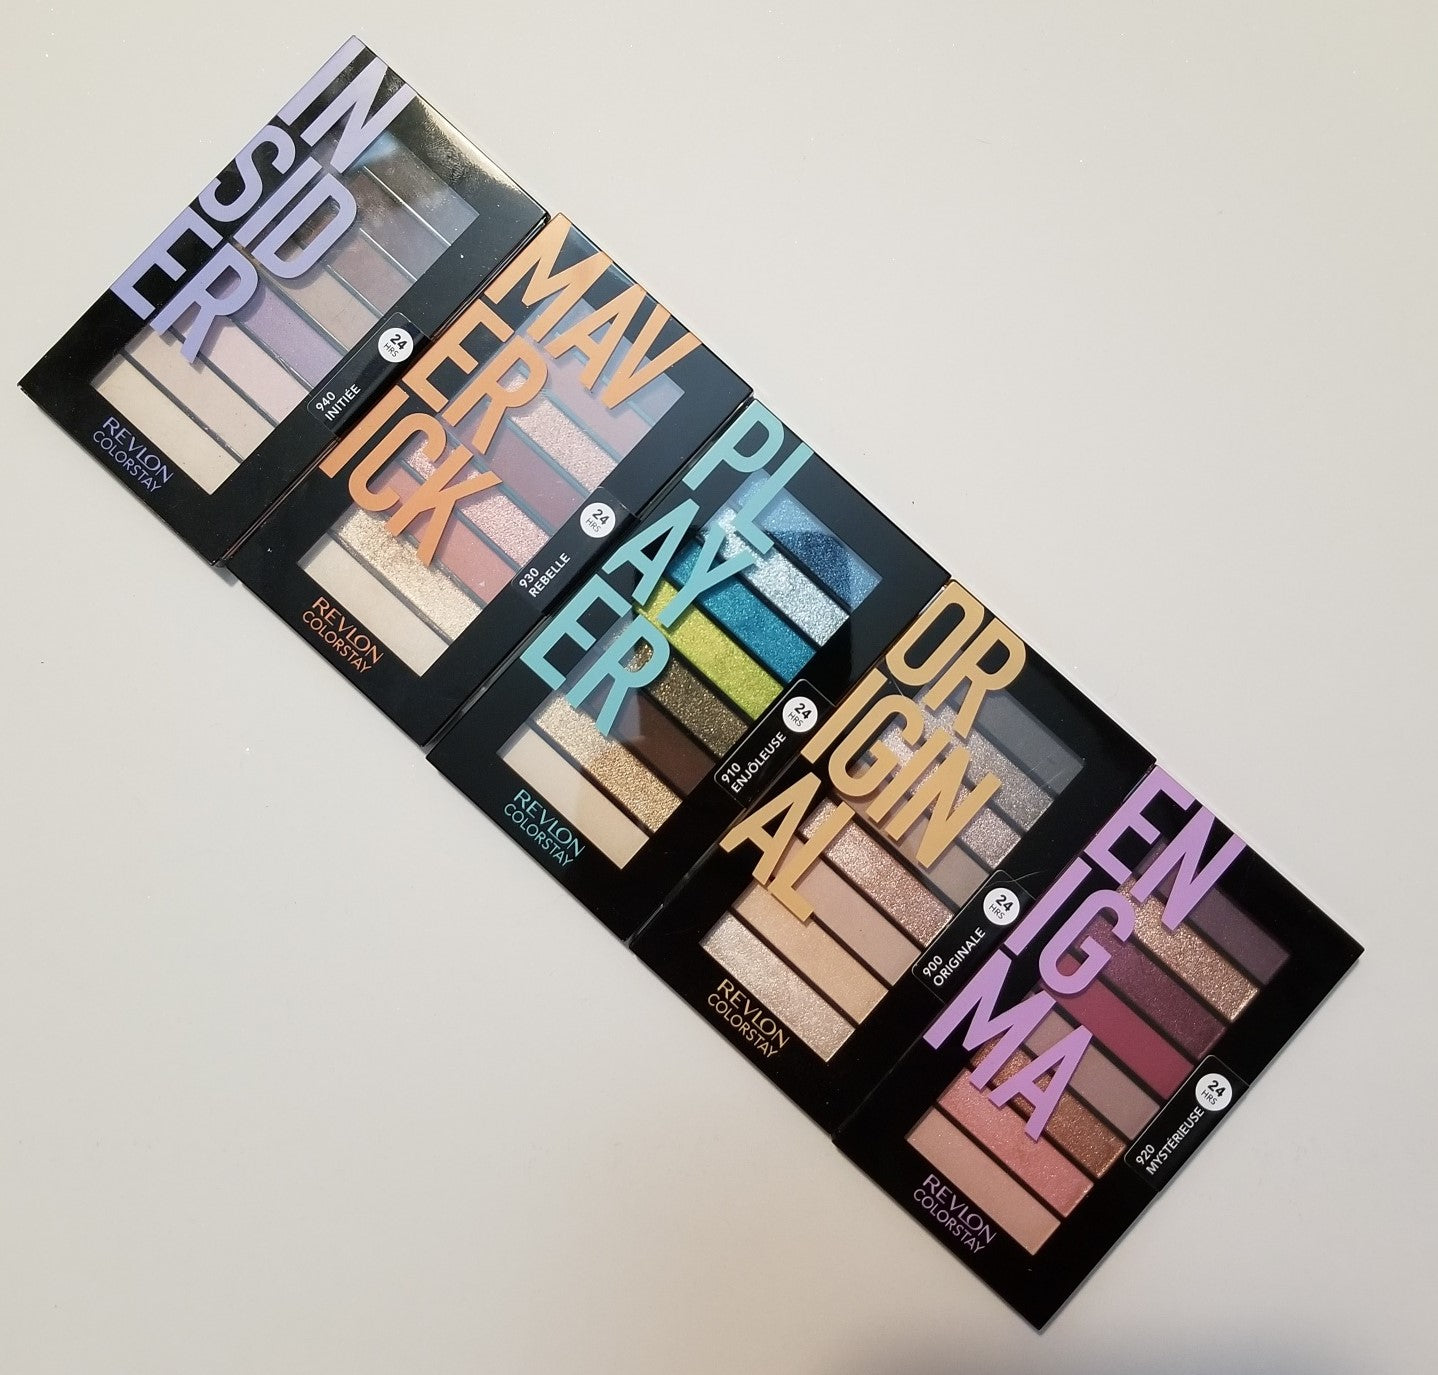 IN
SID
ER
24
HRS
940
INITIÉE
REVLON
COLORSTAY
MAV
ER
ICK
24
HRS
930
REBELLE
REVLON
COLORSTAY
PL
AY
ER
24
HRS
910
ENJÔLEUSE
REVLON
COLORSTAY
OR
IGIN
AL
24
HRS
900
ORIGINALE
REVLON
COLORSTAY
EN
IG
MA
24
HRS
920
MYSTÉRIEUSE
REVLON
COLORSTAY